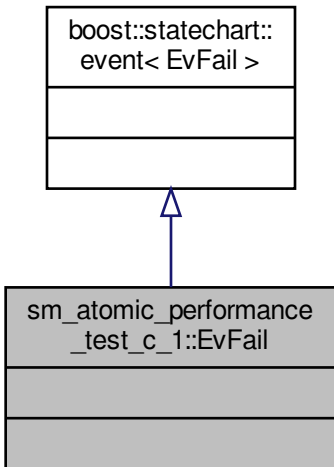 boost::statechart::
event< EvFail >
sm_atomic_performance
_test_c_1::EvFail